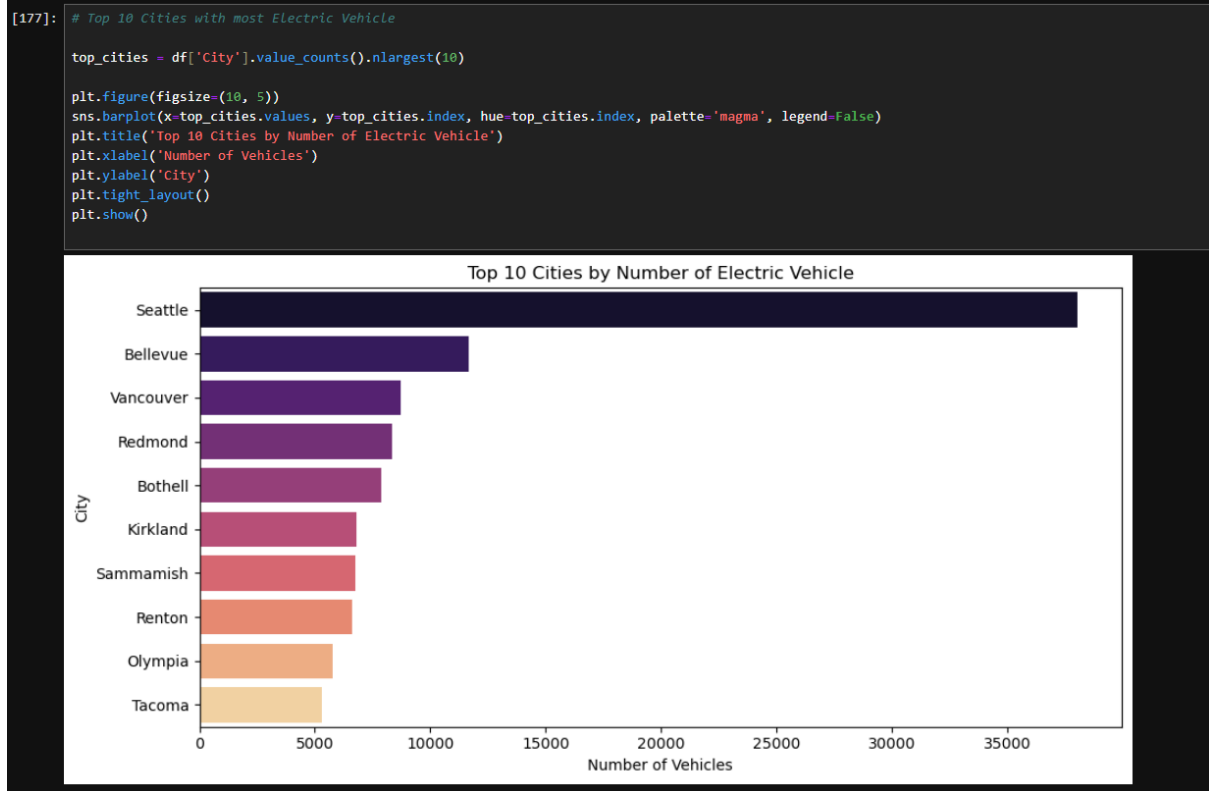 [177]: # Top 10 Cities with most Electric Vehicle
top_cities = df['City'].value_counts().nlargest(10)
plt.figure(figsize=(10, 5))
sns.barplot(x=top_cities.values, y=top_cities.index, hue=top_cities.index, palette='magma', legend=False)
plt.title('Top 10 Cities by Number of Electric Vehicle')
plt.xlabel('Number of Vehicles')
plt.ylabel('City')
plt.tight_layout()
plt.show()
Top 10 Cities by Number of Electric Vehicle
City
Seattle
Bellevue
Vancouver
Redmond
Bothell
Kirkland
Sammamish
Renton
Olympia
Tacoma
0 5000 10000 15000 20000 25000 30000 35000
Number of Vehicles